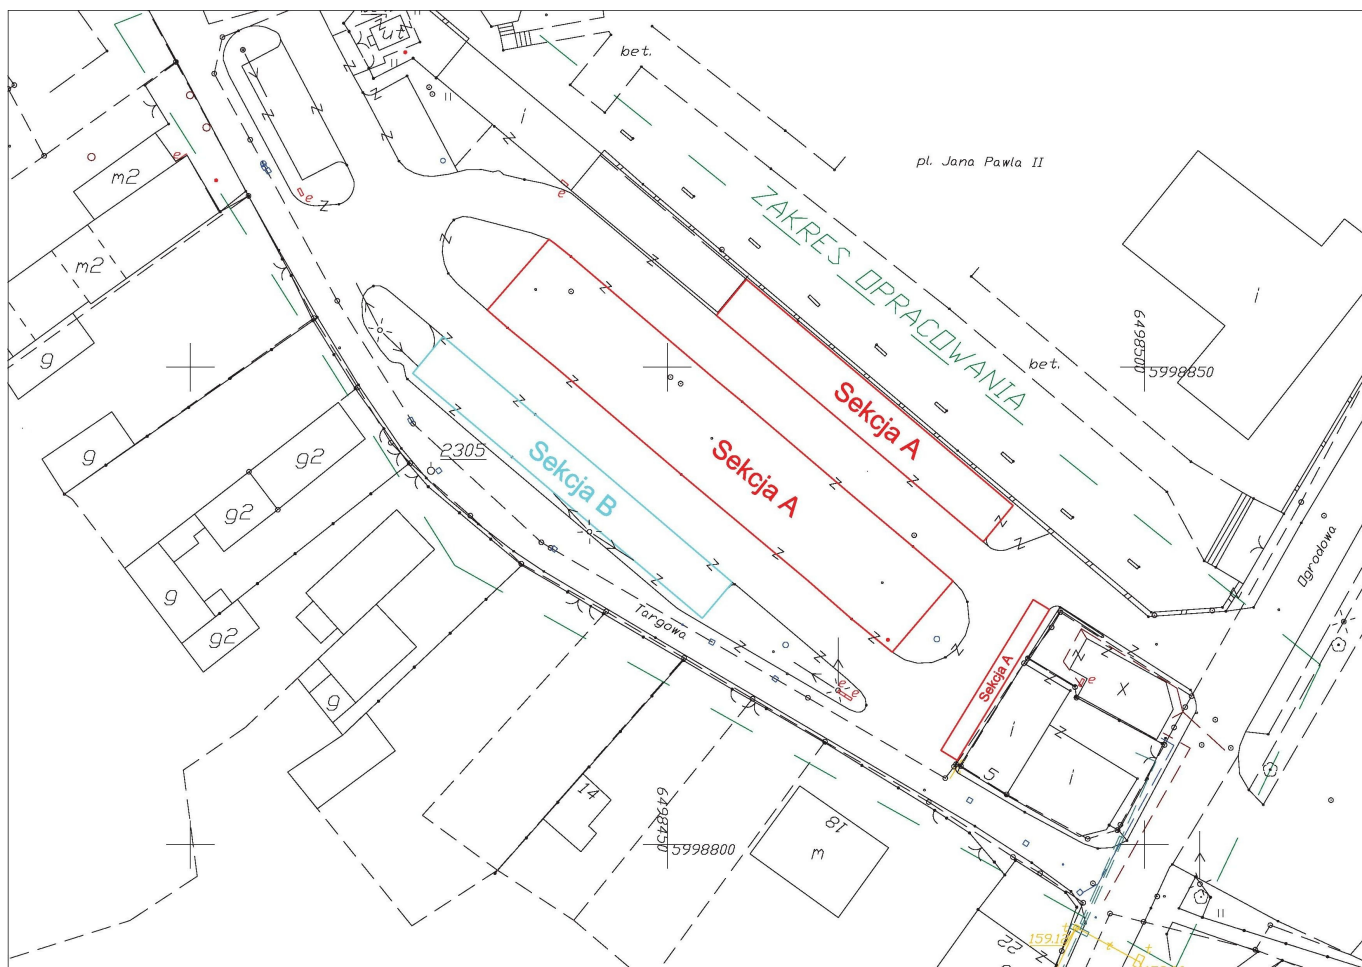 bet.
pl. Jana Pawla II
e
m2
e
e
ZAKRES OPRACOWANIA
m2
i
i
g
6498500
5998850
bet.
Sekcja A
g
g2
2305
Sekcja B
Sekcja A
g2
Ogrodowa
g
g2
Targowa
Sekcja A
e
x
g
e
e
i
5
i
14
6498450
5998800
18
w
22
159.12
t